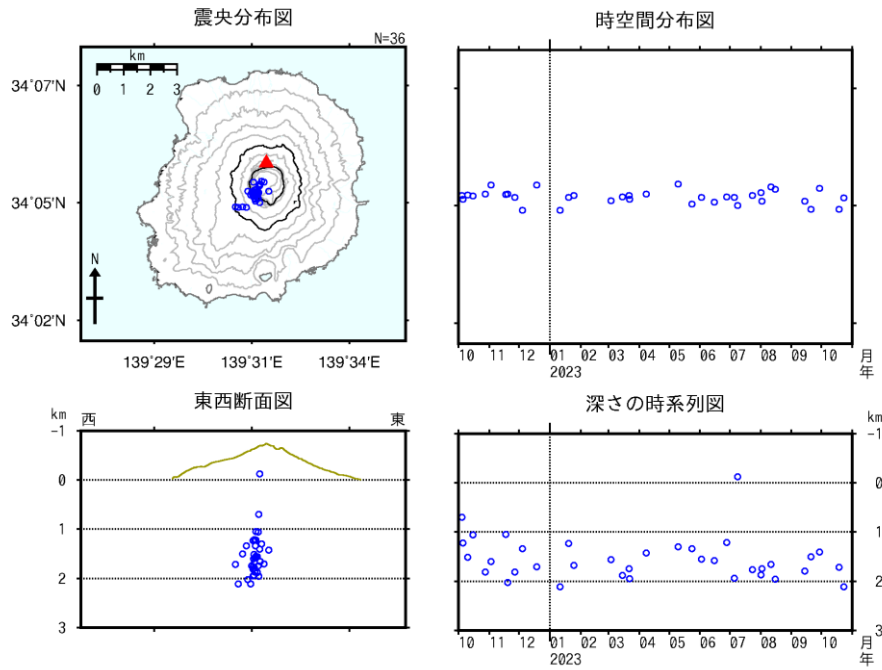 震央分布図
N=36
km
0 1 2 3
34°07'N
34°05'N
34°02'N
N
139°29'E 139°31'E 139°34'E
時空間分布図
10 11 12 01 02 03 04 05 06 07 08 09 10 月
2023 年
東西断面図
km 西 東
-1
0
1
2
3
深さの時系列図
km
-1
0
1
2
3
10 11 12 01 02 03 04 05 06 07 08 09 10 月
2023 年